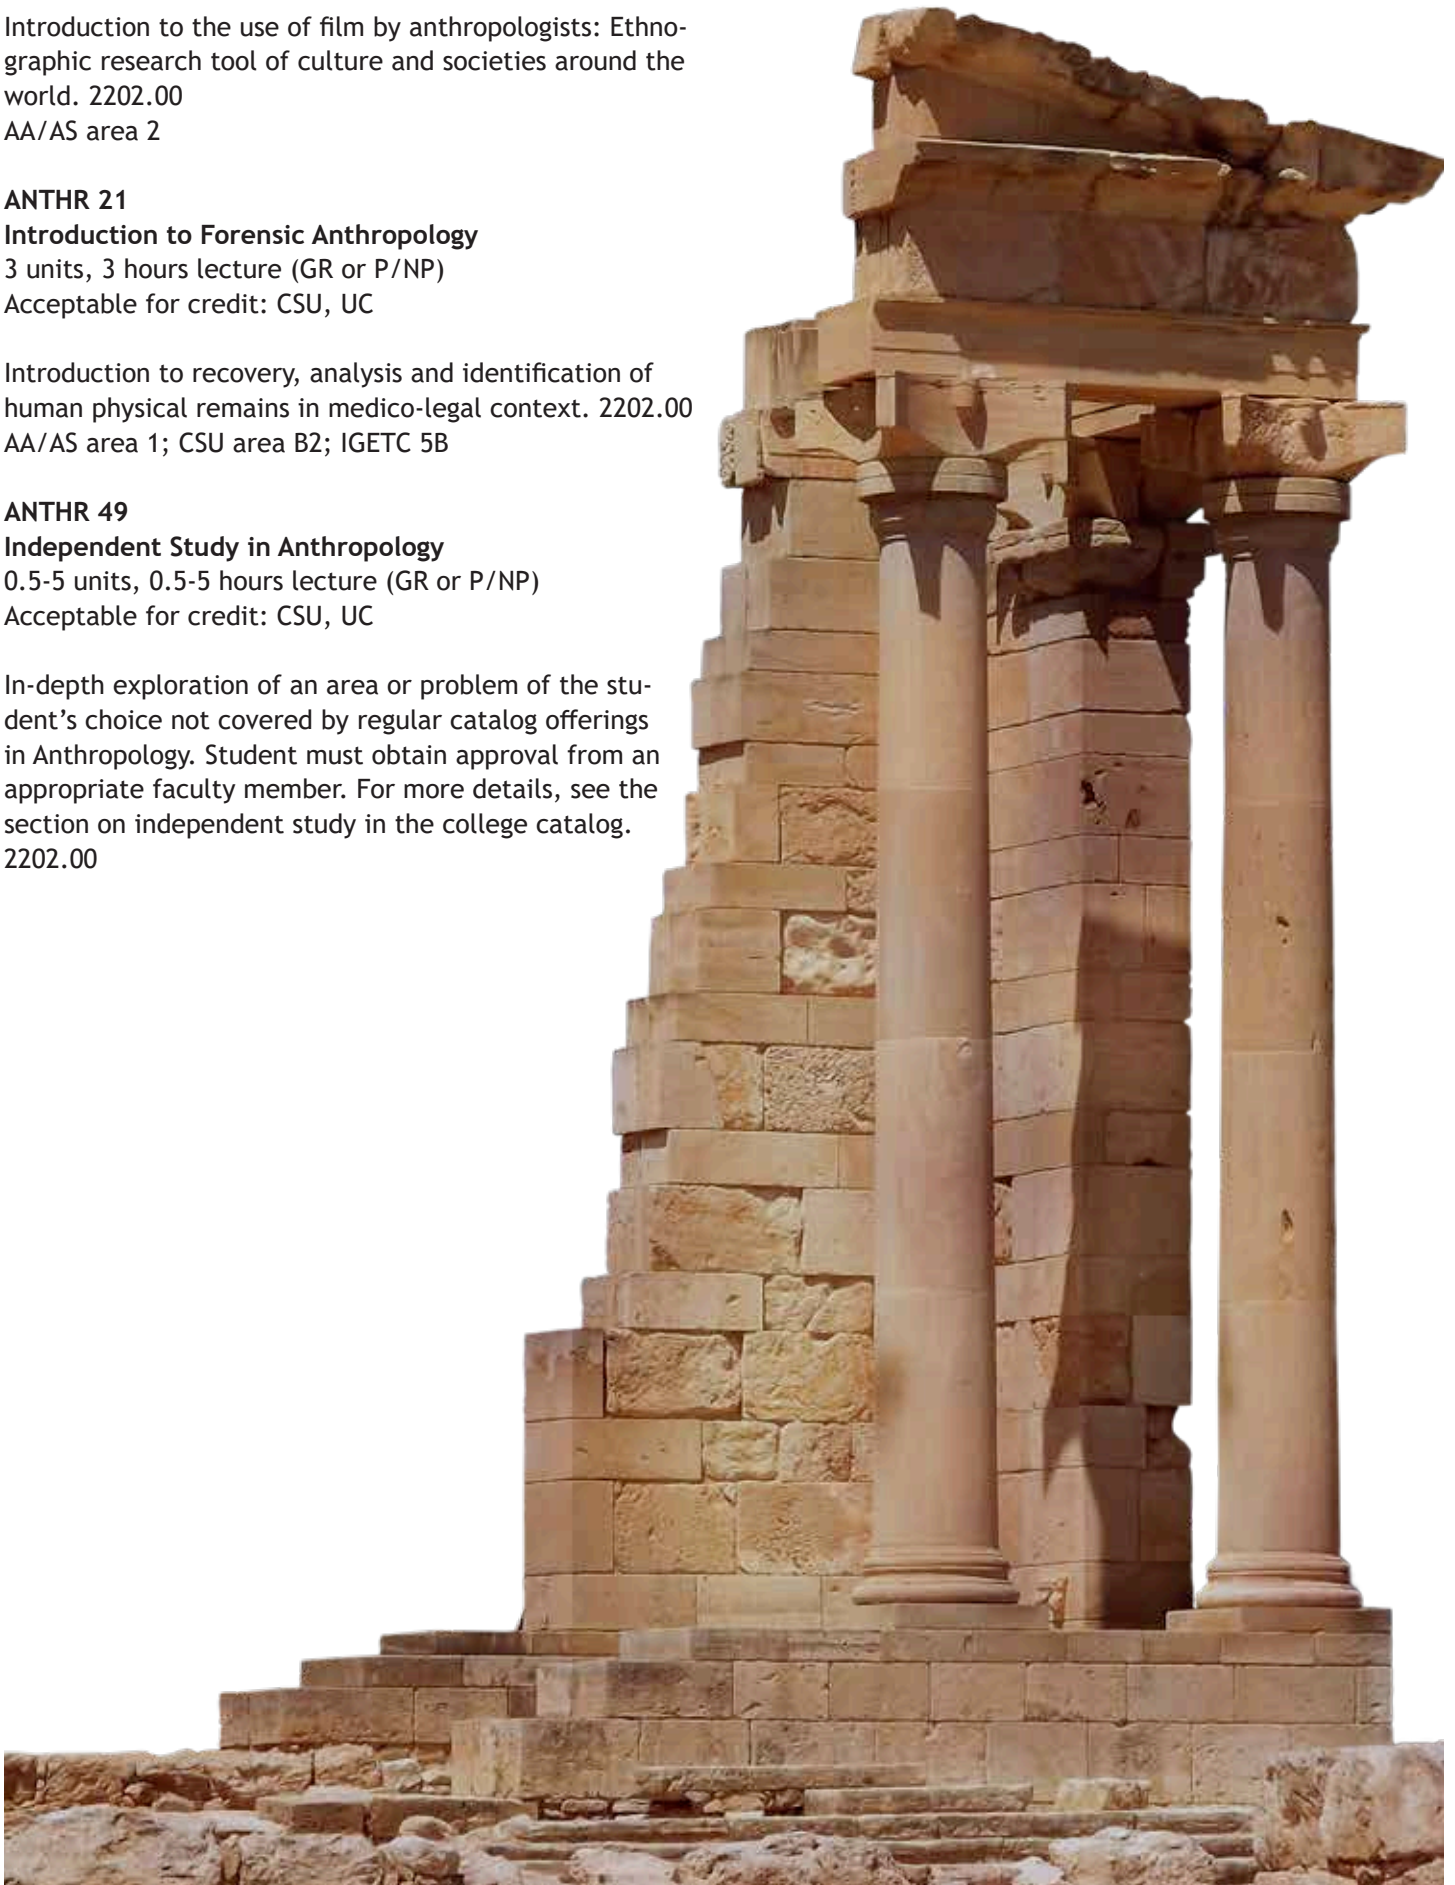 Introduction to the use of film by anthropologists: Ethno-
graphic research tool of culture and societies around the
world. 2202.00
AA/AS area 2
ANTHR 21
Introduction to Forensic Anthropology
3 units, 3 hours lecture (GR or P/NP)
Acceptable for credit: CSU, UC
Introduction to recovery, analysis and identification of
human physical remains in medico-legal context. 2202.00
AA/AS area 1; CSU area B2; IGETC 5B
ANTHR 49
Independent Study in Anthropology
0.5-5 units, 0.5-5 hours lecture (GR or P/NP)
Acceptable for credit: CSU, UC
In-depth exploration of an area or problem of the stu-
dent’s choice not covered by regular catalog offerings
in Anthropology. Student must obtain approval from an
appropriate faculty member. For more details, see the
section on independent study in the college catalog.
2202.00